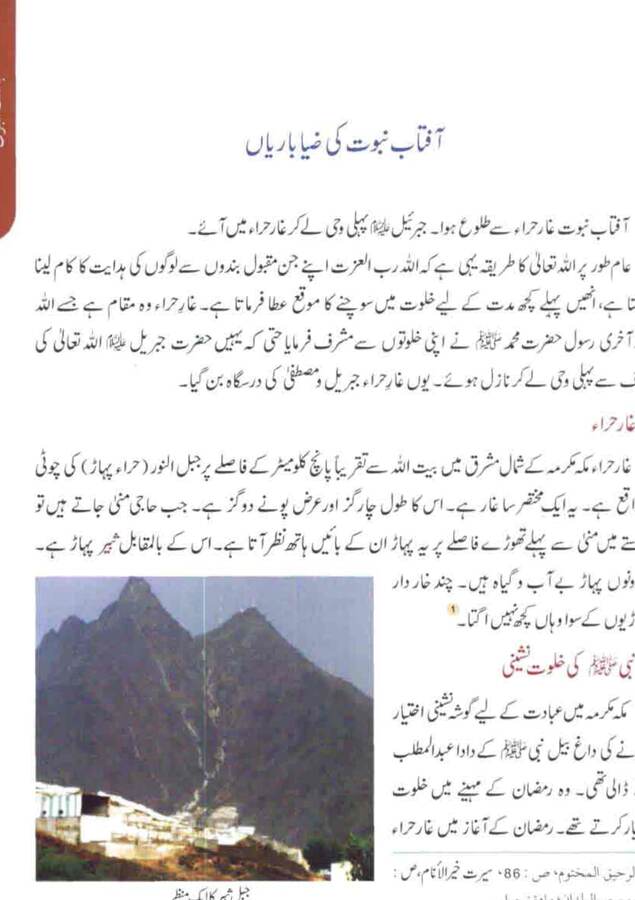 آفتاب نبوت کی ضیا باریاں
آفتاب نبوت غار حراء سے طلوع ہوا۔ جبرئیل علیہ السلام پہلی وحی لے کر غار حراء میں آئے۔
عام طور پر اللہ تعالیٰ کا طریقہ یہی ہے کہ اللہ رب العزت اپنے جن مقبول بندوں سے لوگوں کی ہدایت کا کام لینا
ہے، انھیں پہلے کچھ مدت کے لیے خلوت میں سوچنے کا موقع عطا فرماتا ہے۔ غار حراء وہ مقام ہے جسے اللہ
آخری رسول حضرت محمد ﷺ نے اپنی خلوتوں سے مشرف فرمایا حتی کہ یہیں حضرت جبریل علیہ السلام اللہ تعالیٰ کی
سے پہلی وحی لے کر نازل ہوئے۔ یوں غارِ حراء جبریل و مصطفیٰ کی درسگاہ بن گیا۔
غار حراء
غار حراء مکہ مکرمہ کے شمال مشرق میں بیت اللہ سے تقریباً پانچ کلومیٹر کے فاصلے پر جبل النور (حراء پہاڑ) کی چوٹی
ہے۔ یہ ایک مختصر سا غار ہے۔ اس کا طول چار گز اور عرض پونے دو گز ہے۔ جب حاجی منیٰ جاتے ہیں تو
میں منیٰ سے پہلے تھوڑے فاصلے پر یہ پہاڑ ان کے بائیں ہاتھ نظر آتا ہے۔ اس کے بالمقابل ثبیر پہاڑ ہے۔
ونوں پہاڑ بے آب و گیاہ ہیں۔ چند خار دار
ڑیوں کے سوا وہاں کچھ نہیں اگتا۔ 1
نبی ﷺ کی خلوت نشینی
مکہ مکرمہ میں عبادت کے لیے گوشہ نشینی اختیار
نے کی داغ بیل نبی ﷺ کے دادا عبدالمطلب
ڈالی تھی۔ وہ رمضان کے مہینے میں خلوت
یار کرتے تھے۔ رمضان کے آغاز میں غار حراء
لرحیق المختوم، ص : 86، سیرت خیر الأنام، ص :
جبل ثبیر کا ایک منظر